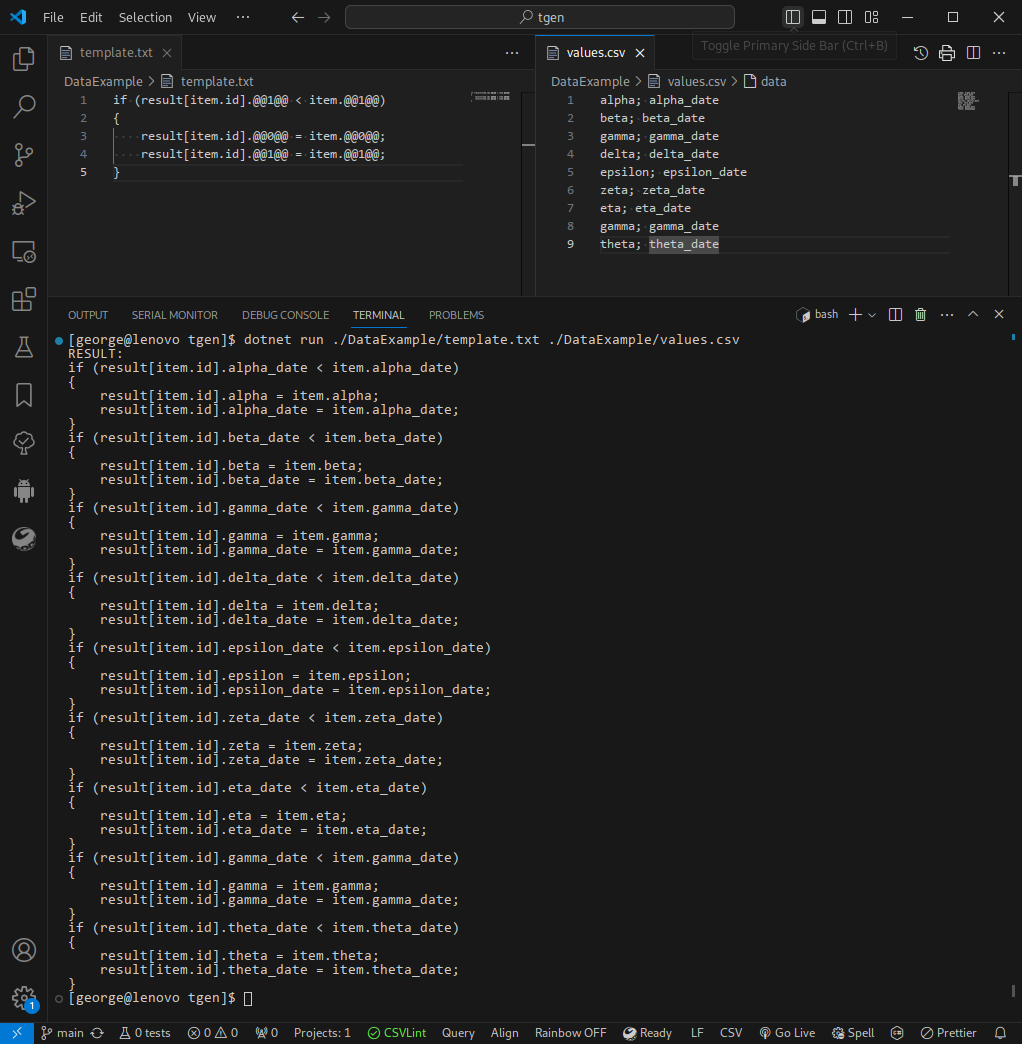 File Edit Selection View ··· tgen
template.txt values.csv Toggle Primary Side Bar (Ctrl+B)
DataExample > template.txt
1 if (result[item.id].@@1@@ < item.@@1@@)
2 {
3 ····result[item.id].@@0@@ = item.@@0@@;
4 ····result[item.id].@@1@@ = item.@@1@@;
5 }
DataExample > values.csv > data
1 alpha; alpha_date
2 beta; beta_date
3 gamma; gamma_date
4 delta; delta_date
5 epsilon; epsilon_date
6 zeta; zeta_date
7 eta; eta_date
8 gamma; gamma_date
9 theta; theta_date
OUTPUT SERIAL MONITOR DEBUG CONSOLE TERMINAL PROBLEMS bash
[george@lenovo tgen]$ dotnet run ./DataExample/template.txt ./DataExample/values.csv
RESULT:
if (result[item.id].alpha_date < item.alpha_date)
{
    result[item.id].alpha = item.alpha;
    result[item.id].alpha_date = item.alpha_date;
}
if (result[item.id].beta_date < item.beta_date)
{
    result[item.id].beta = item.beta;
    result[item.id].beta_date = item.beta_date;
}
if (result[item.id].gamma_date < item.gamma_date)
{
    result[item.id].gamma = item.gamma;
    result[item.id].gamma_date = item.gamma_date;
}
if (result[item.id].delta_date < item.delta_date)
{
    result[item.id].delta = item.delta;
    result[item.id].delta_date = item.delta_date;
}
if (result[item.id].epsilon_date < item.epsilon_date)
{
    result[item.id].epsilon = item.epsilon;
    result[item.id].epsilon_date = item.epsilon_date;
}
if (result[item.id].zeta_date < item.zeta_date)
{
    result[item.id].zeta = item.zeta;
    result[item.id].zeta_date = item.zeta_date;
}
if (result[item.id].eta_date < item.eta_date)
{
    result[item.id].eta = item.eta;
    result[item.id].eta_date = item.eta_date;
}
if (result[item.id].gamma_date < item.gamma_date)
{
    result[item.id].gamma = item.gamma;
    result[item.id].gamma_date = item.gamma_date;
}
if (result[item.id].theta_date < item.theta_date)
{
    result[item.id].theta = item.theta;
    result[item.id].theta_date = item.theta_date;
}
[george@lenovo tgen]$
1
main 0 tests 0 0 0 Projects: 1 CSVLint Query Align Rainbow OFF Ready LF CSV Go Live Spell Prettier